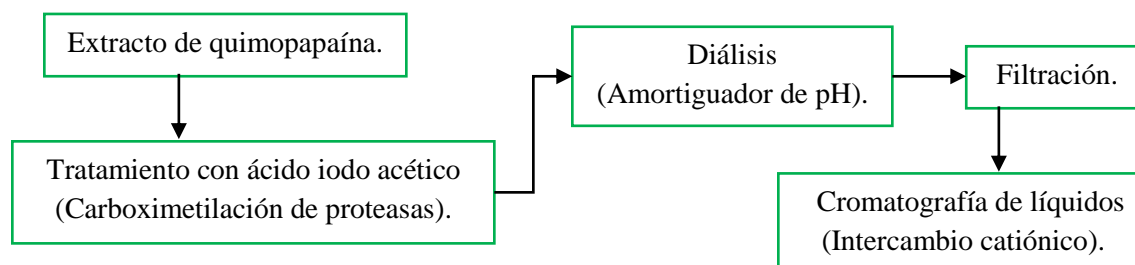 Extracto de quimopapaína.
Tratamiento con ácido iodo acético
(Carboximetilación de proteasas).
Diálisis
(Amortiguador de pH).
Filtración.
Cromatografía de líquidos
(Intercambio catiónico).